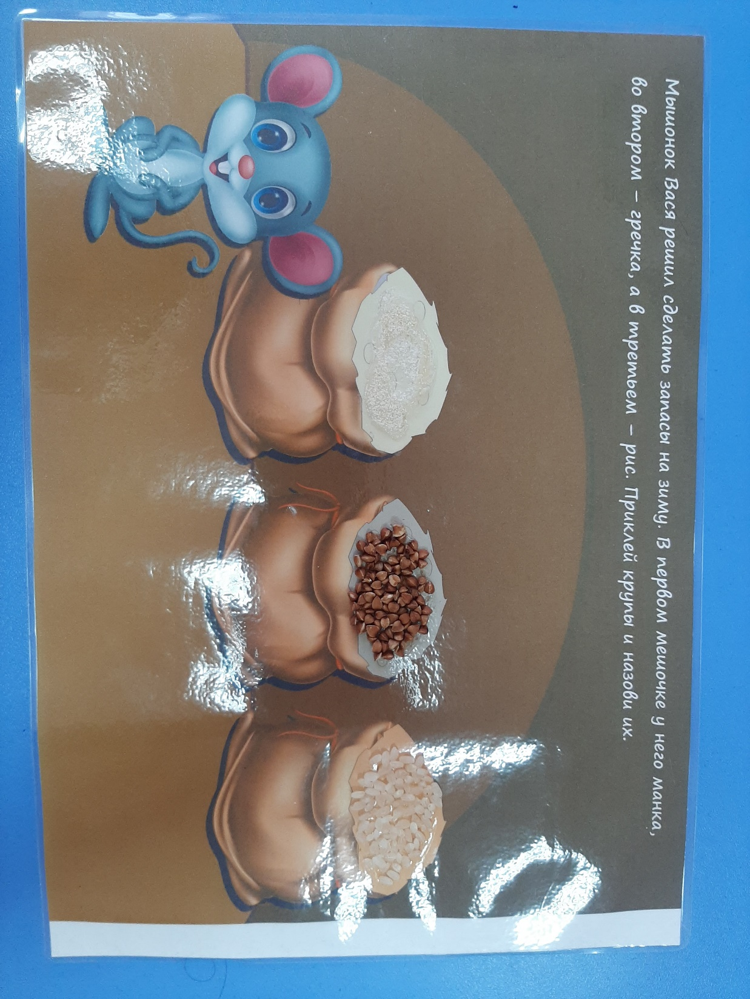 Мышонок Вася решил сделать запасы на зиму. В первом мешочке у него манка,
во втором – гречка, а в третьем – рис. Приклей крупы и назови их.